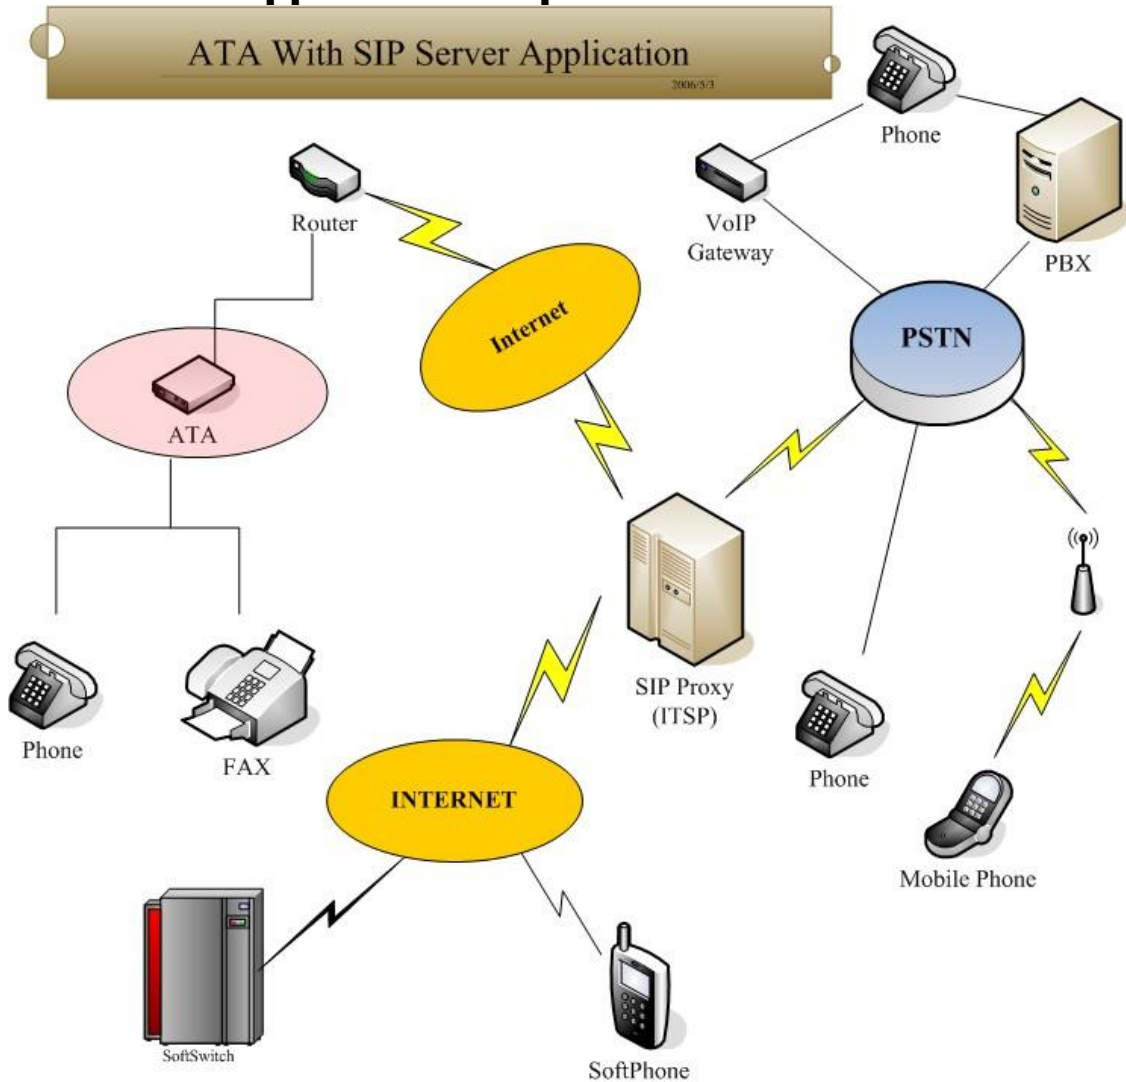 ATA With SIP Server Application
2006/5/3
Phone
Router
VoIP
Gateway
PBX
Internet
PSTN
ATA
SIP Proxy
(ITSP)
Phone
FAX
Phone
INTERNET
Mobile Phone
SoftSwitch
SoftPhone